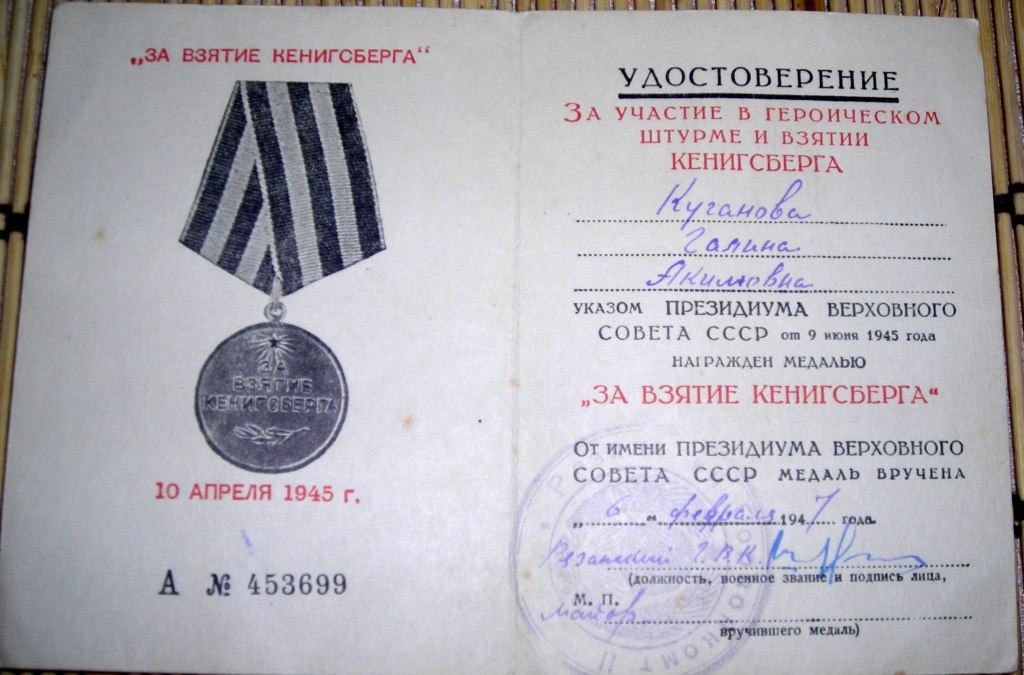 „ЗА ВЗЯТИЕ КЕНИГСБЕРГА“
ЗА
ВЗЯТИЕ
КЕНИГСБЕРГА
10 АПРЕЛЯ 1945 г.
А № 453699
УДОСТОВЕРЕНИЕ
ЗА УЧАСТИЕ В ГЕРОИЧЕСКОМ
ШТУРМЕ И ВЗЯТИИ
КЕНИГСБЕРГА
Куганова
Галина
Акимовна
УКАЗОМ ПРЕЗИДИУМА ВЕРХОВНОГО
СОВЕТА СССР от 9 июня 1945 года
НАГРАЖДЕН МЕДАЛЬЮ
„ЗА ВЗЯТИЕ КЕНИГСБЕРГА“
От имени ПРЕЗИДИУМА ВЕРХОВНОГО
СОВЕТА СССР МЕДАЛЬ ВРУЧЕНА
„6“ февраля 1947 года
Рязанский Г.В.К.
(должность, военное звание и подпись лица,
М. П.
майор
вручившего медаль)